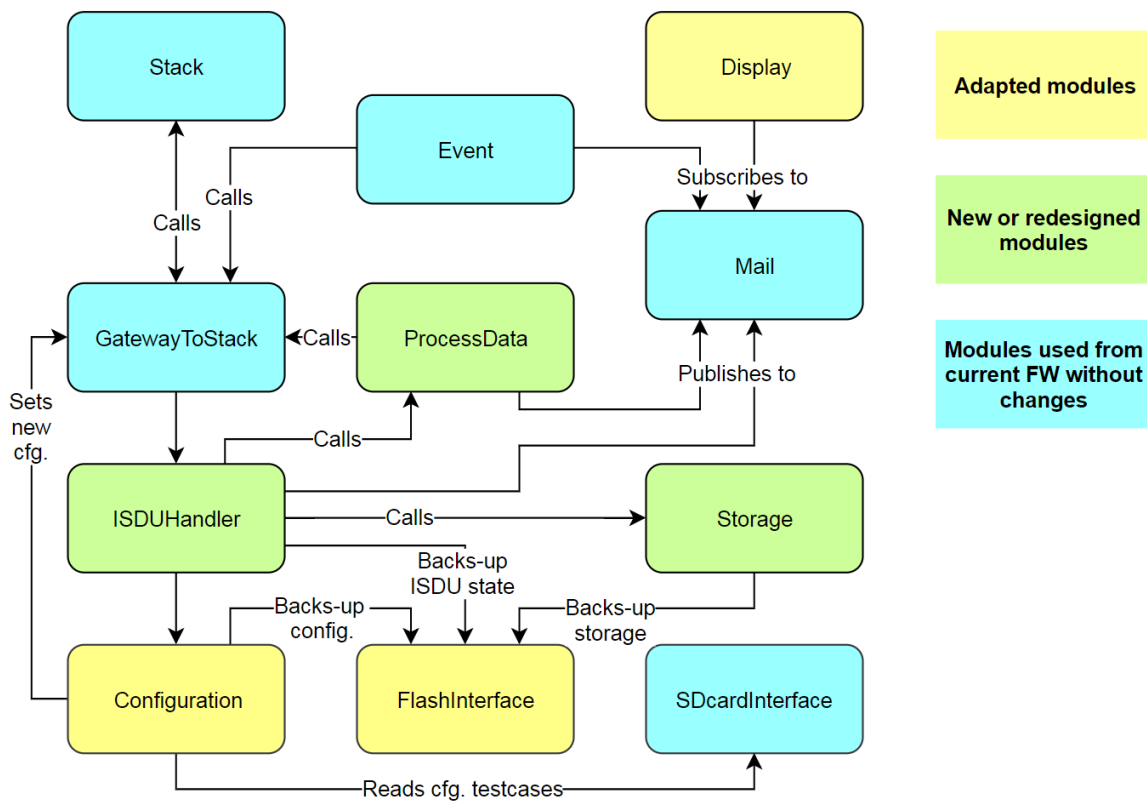 Stack
Display
Adapted modules
Event
Subscribes to
Calls
Calls
New or redesigned
modules
Mail
GatewayToStack
Calls
ProcessData
Publishes to
Modules used from
current FW without
changes
Sets
new
cfg.
Calls
ISDUHandler
Calls
Storage
Backs-up
ISDU state
Backs-up
config.
Backs-up
storage
Configuration
FlashInterface
SDcardInterface
Reads cfg. testcases